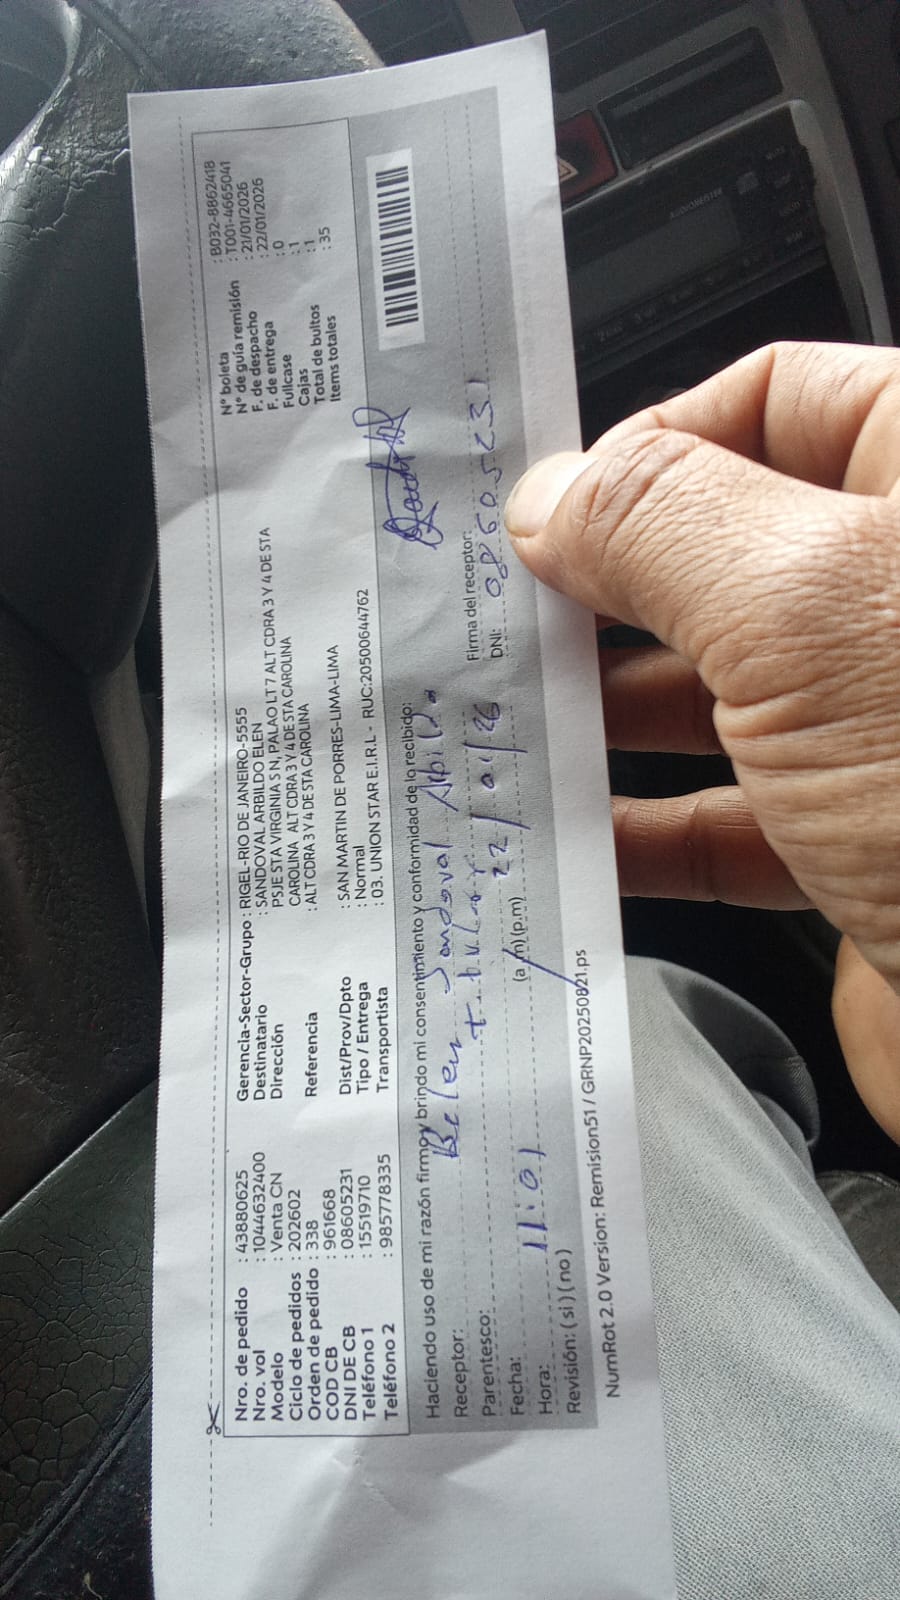 Nro. de pedido : 43880625
Nro. vol : 1044632400
Modelo : Venta CN
Ciclo de pedidos : 202602
Orden de pedido : 338
COD CB : 961668
DNI DE CB : 08605231
Teléfono 1 : 15519710
Teléfono 2 : 985778335
Gerencia-Sector-Grupo : RIGEL-RIO DE JANEIRO-5555
Destinatario : SANDOVAL ARBILDO ELEN
Dirección PSJE STA VIRGINIA S N, PALAO LT 7 ALT CDRA 3 Y 4 DE STA
CAROLINA ALT CDRA 3 Y 4 DE STA CAROLINA
Referencia : ALT CDRA 3 Y 4 DE STA CAROLINA
Dist/Prov/Dpto : SAN MARTIN DE PORRES-LIMA-LIMA
Tipo / Entrega : Normal
Transportista : 03. UNION STAR E.I.R.L - RUC:20500644762
N° boleta : B032-8862418
N° de guía remisión : T001-4665041
F. de despacho : 21/01/2026
F. de entrega : 22/01/2026
Fullcase : 0
Cajas : 1
Total de bultos : 1
Items totales : 35
Haciendo uso de mi razón firmo y brindo mi consentimiento y conformidad de lo recibido:
Receptor: Belen Sandoval Arbildo
Parentesco: titular
Fecha: 22/01/26
Hora: 11:01 (a.m) (p.m)
Revisión: ( si ) ( no )
Firma del receptor:
DNI: 08605231
NumRot 2.0 Version: Remision51 / GRNP20250821.ps
AUDIOMEDYER